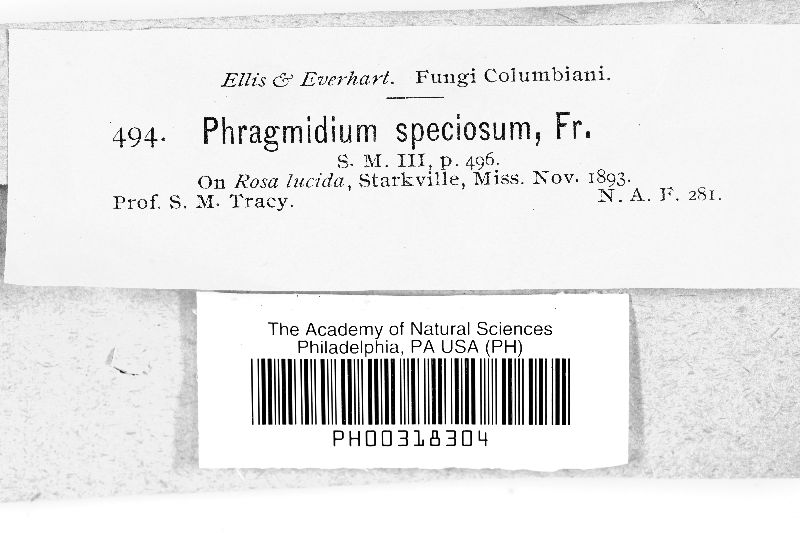 Ellis & Everhart. Fungi Columbiani.
494. Phragmidium speciosum, Fr.
S. M. III, p. 496.
On Rosa lucida, Starkville, Miss. Nov. 1893.
Prof. S. M. Tracy. N. A. F. 281.
The Academy of Natural Sciences
Philadelphia, PA USA (PH)
PH00318304